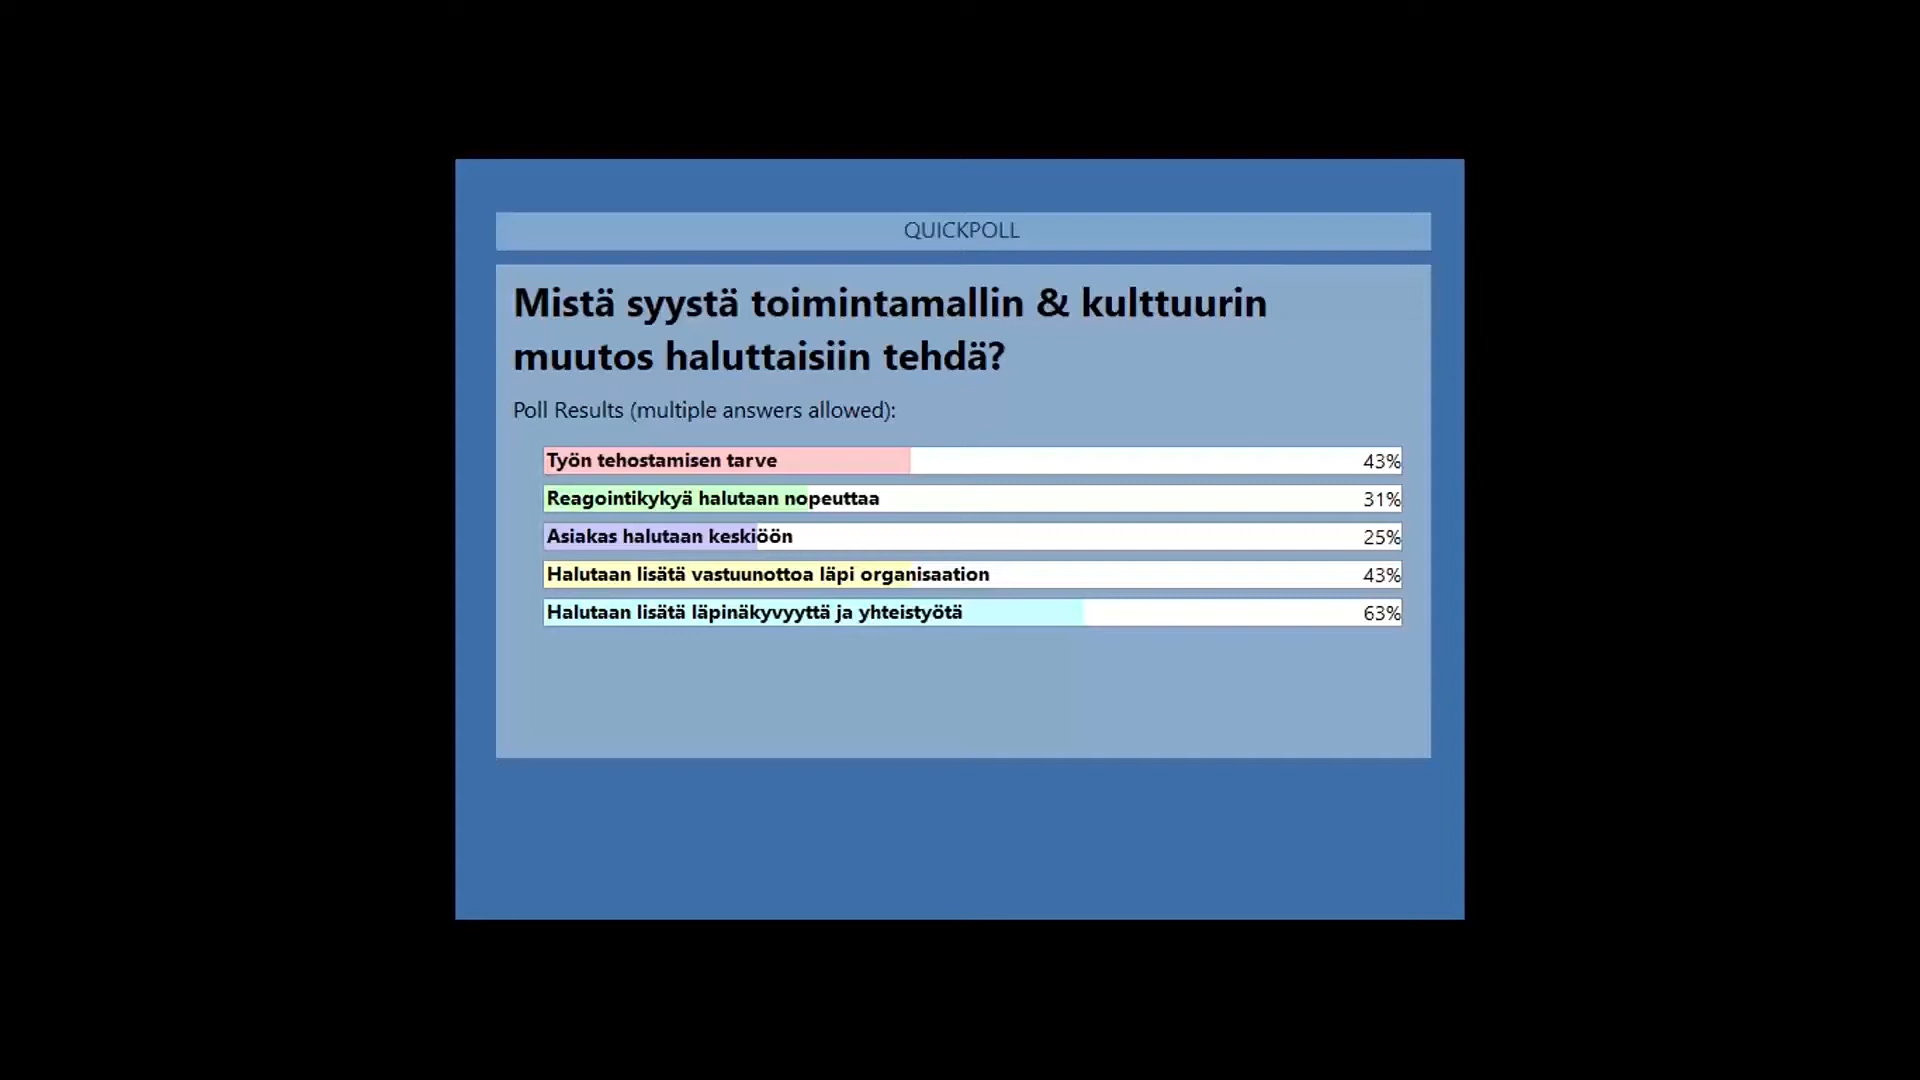 QUICKPOLL
Mistä syystä toimintamallin & kulttuurin
muutos haluttaisiin tehdä?
Poll Results (multiple answers allowed):
Työn tehostamisen tarve 43%
Reagointikykyä halutaan nopeuttaa 31%
Asiakas halutaan keskiöön 25%
Halutaan lisätä vastuunottoa läpi organisaation 43%
Halutaan lisätä läpinäkyvyyttä ja yhteistyötä 63%